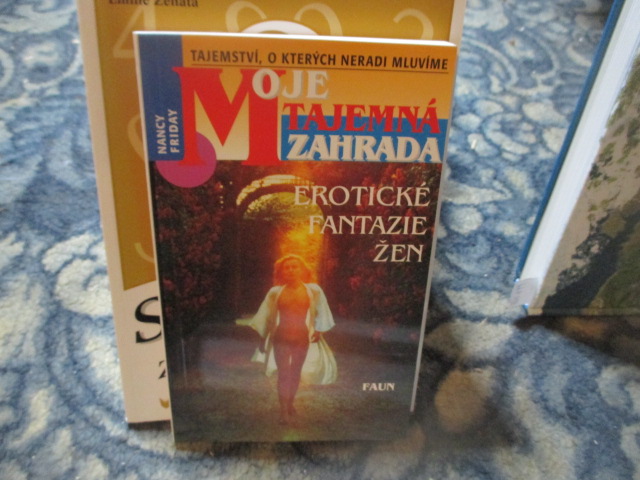 TAJEMSTVÍ, O KTERÝCH NERADI MLUVÍME
NANCY
FRIDAY
MOJE
TAJEMNÁ
ZAHRADA
EROTICKÉ
FANTAZIE
ŽEN
FAUN